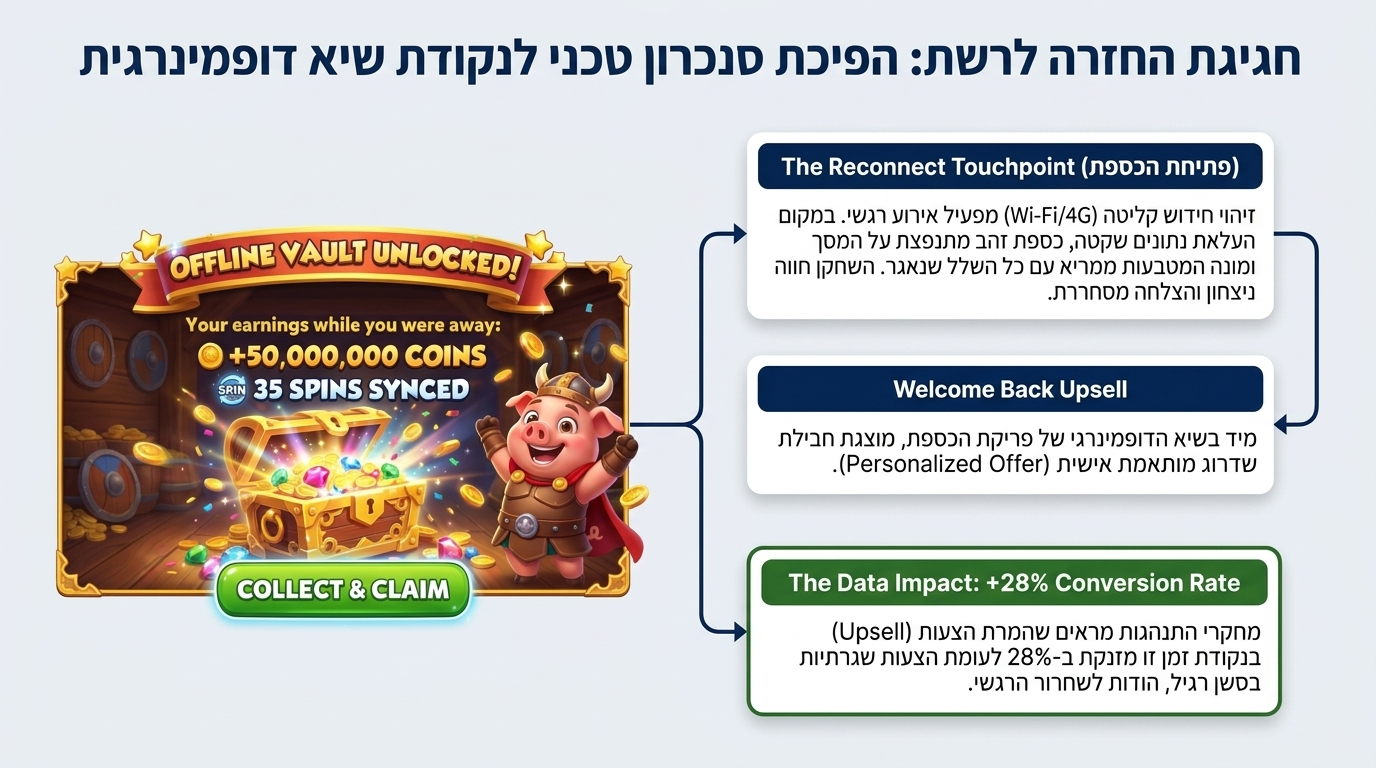 חגיגת החזרה לרשת: הפיכת סנכרון טכני לנקודת שיא דופמינרגית
OFFLINE VAULT UNLOCKED!
Your earnings while you were away:
+50,000,000 COINS
SRIN 35 SPINS SYNCED
COLLECT & CLAIM
The Reconnect Touchpoint (פתיחת הכספת)
זיהוי חידוש קליטה (Wi-Fi/4G) מפעיל אירוע רגשי. במקום
העלאת נתונים שקטה, כספת זהב מתנפצת על המסך
ומונה המטבעות ממריא עם כל השלל שנאגר. השחקן חווה
ניצחון והצלחה מסחררת.
Welcome Back Upsell
מיד בשיא הדופמינרגי של פריקת הכספת, מוצגת חבילת
שדרוג מותאמת אישית (Personalized Offer).
The Data Impact: +28% Conversion Rate
מחקרי התנהגות מראים שהמרת הצעות (Upsell)
בנקודת זמן זו מזנקת ב-28% לעומת הצעות שגרתיות
בסשן רגיל, הודות לשחרור הרגשי.